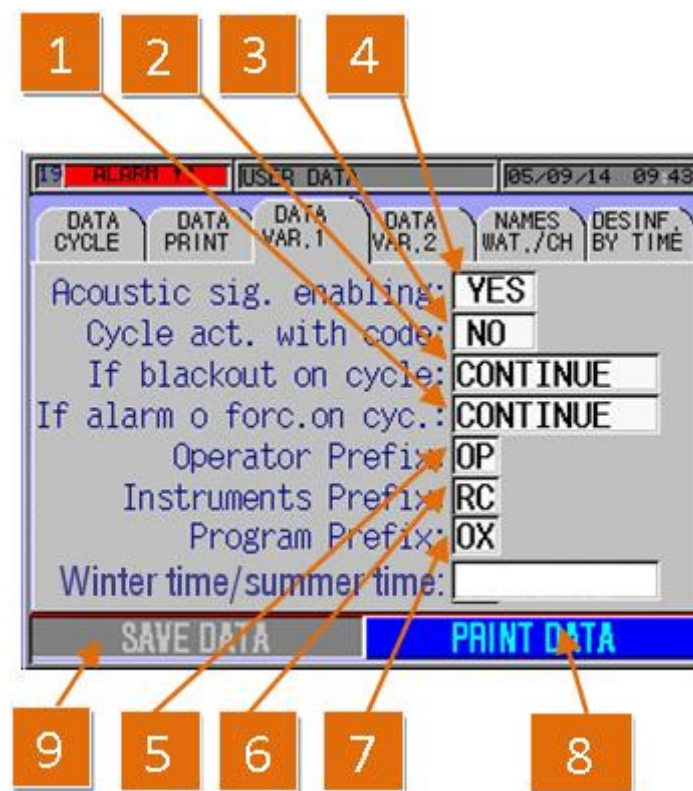 1 2 3 4
19 ALARM USER DATA 05/09/14 09:43
DATA CYCLE DATA PRINT DATA VAR.1 DATA VAR.2 NAMES WAT./CH DESINF. BY TIME
Acoustic sig. enabling: YES
Cycle act. with code: NO
If blackout on cycle: CONTINUE
If alarm o forc.on cyc.: CONTINUE
Operator Prefix: OP
Instruments Prefix: RC
Program Prefix: OX
Winter time/summer time:
SAVE DATA PRINT DATA
9 5 6 7 8